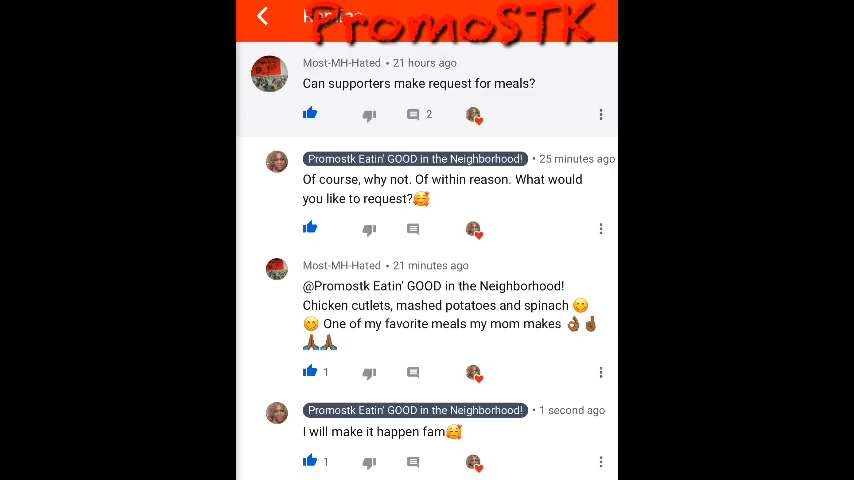 PromoSTK
Most-MH-Hated • 21 hours ago
Can supporters make request for meals?
2
Promostk Eatin' GOOD in the Neighborhood! • 25 minutes ago
Of course, why not. Of within reason. What would
you like to request?🥰
Most-MH-Hated • 21 minutes ago
@Promostk Eatin' GOOD in the Neighborhood!
Chicken cutlets, mashed potatoes and spinach 😋
😋 One of my favorite meals my mom makes 👌🏾🤞🏾
🙏🏾🙏🏾
1
Promostk Eatin' GOOD in the Neighborhood! • 1 second ago
I will make it happen fam🥰
1